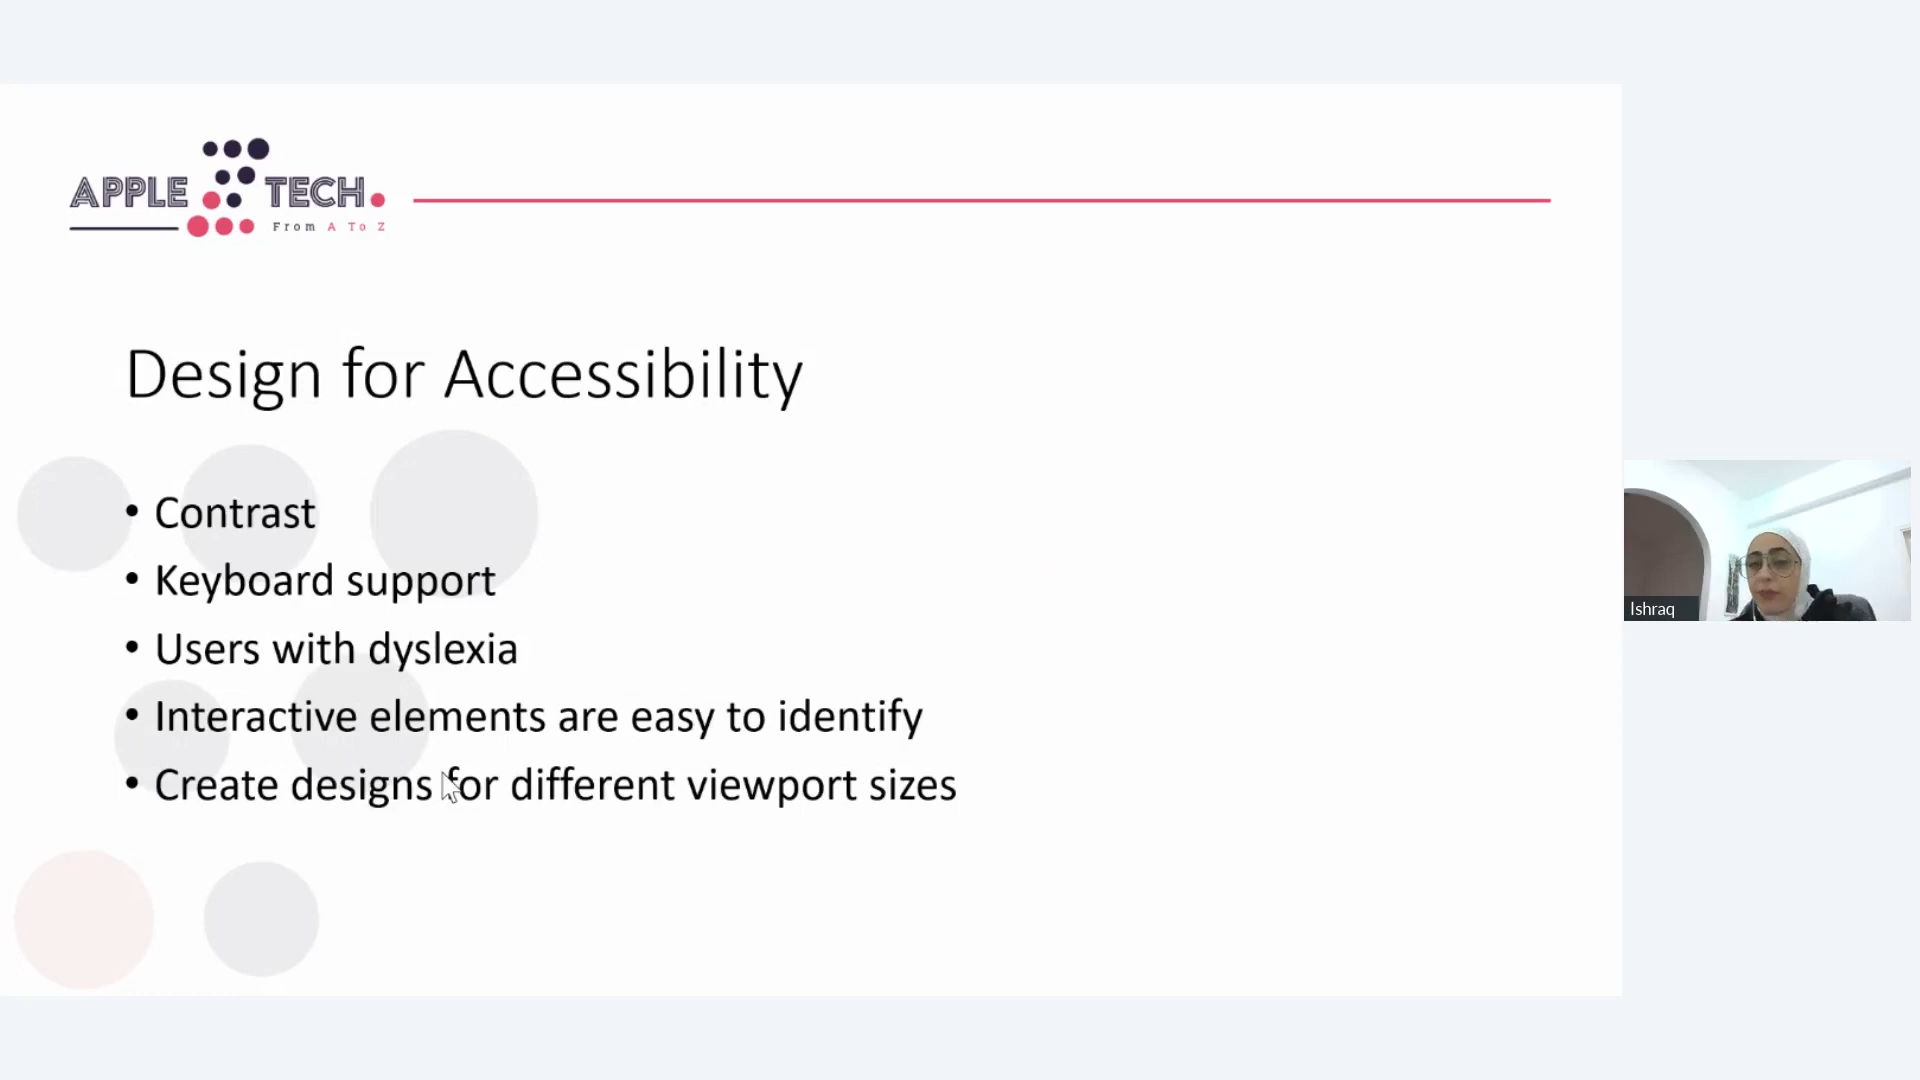 APPLE TECH.
From A To Z
Design for Accessibility
• Contrast
• Keyboard support
• Users with dyslexia
• Interactive elements are easy to identify
• Create designs for different viewport sizes
Ishraq